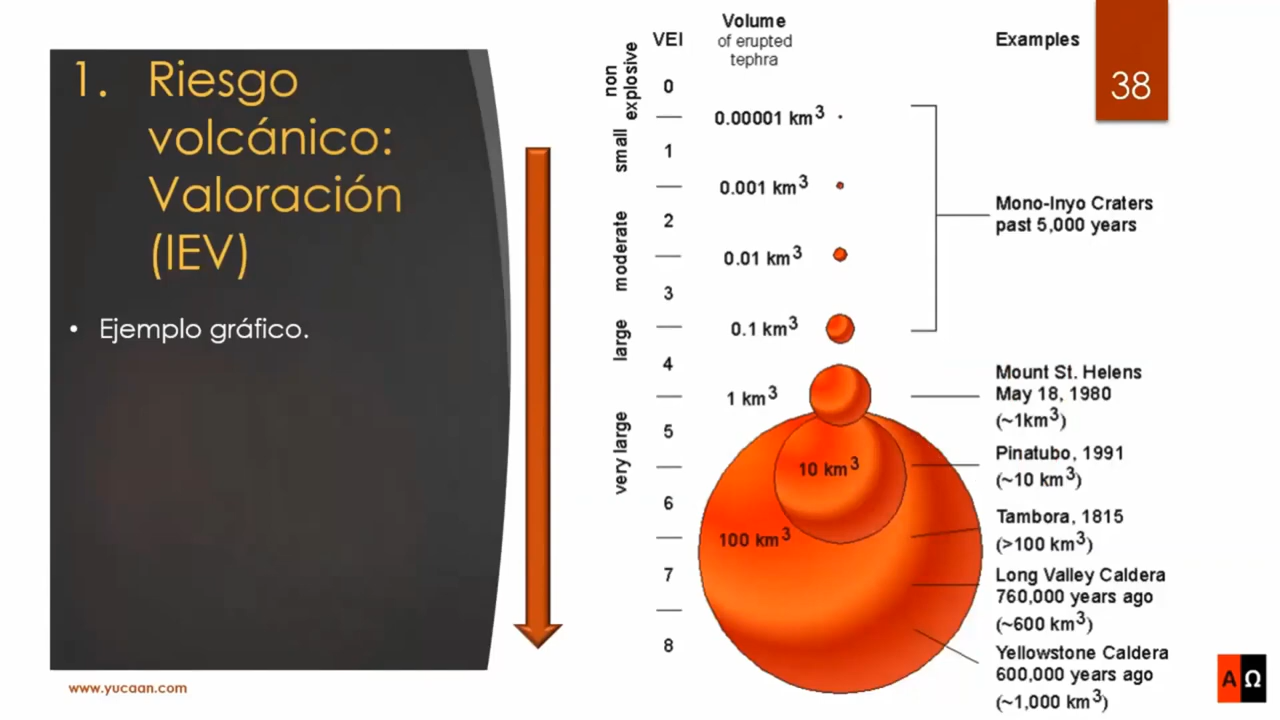 1. Riesgo
volcánico:
Valoración
(IEV)
• Ejemplo gráfico.
www.yucaan.com
VEI
Volume
of erupted
tephra
Examples
38
non
explosive
small
moderate
large
very large
0
1
2
3
4
5
6
7
8
0.00001 km³
0.001 km³
0.01 km³
0.1 km³
1 km³
10 km³
100 km³
Mono-Inyo Craters
past 5,000 years
Mount St. Helens
May 18, 1980
(~1km³)
Pinatubo, 1991
(~10 km³)
Tambora, 1815
(>100 km³)
Long Valley Caldera
760,000 years ago
(~600 km³)
Yellowstone Caldera
600,000 years ago
(~1,000 km³)
AΩ